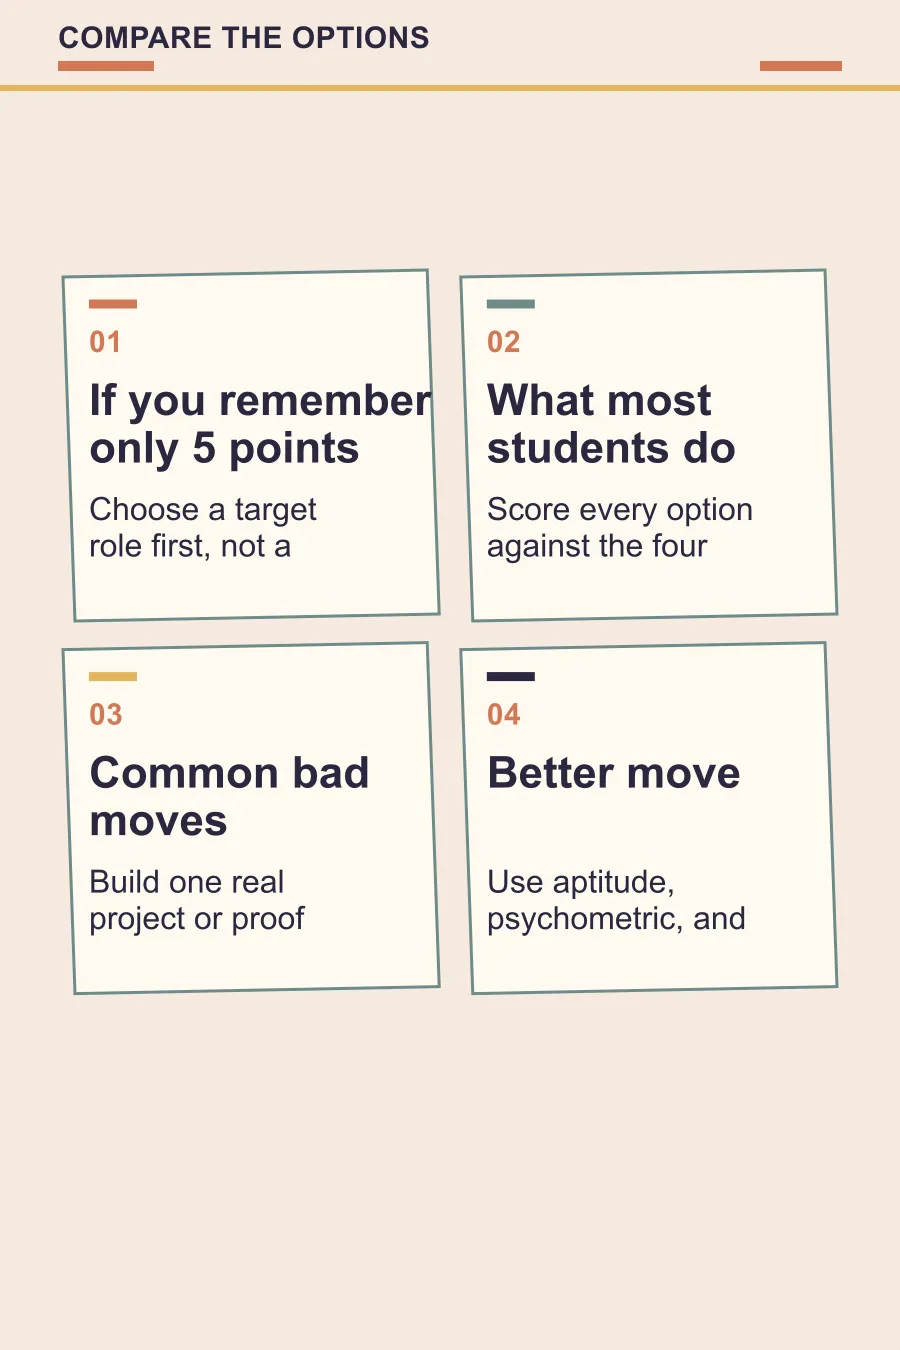 COMPARE THE OPTIONS
01
If you remember
only 5 points
Choose a target
role first, not a
02
What most
students do
Score every option
against the four
03
Common bad
moves
Build one real
project or proof
04
Better move
Use aptitude,
psychometric, and